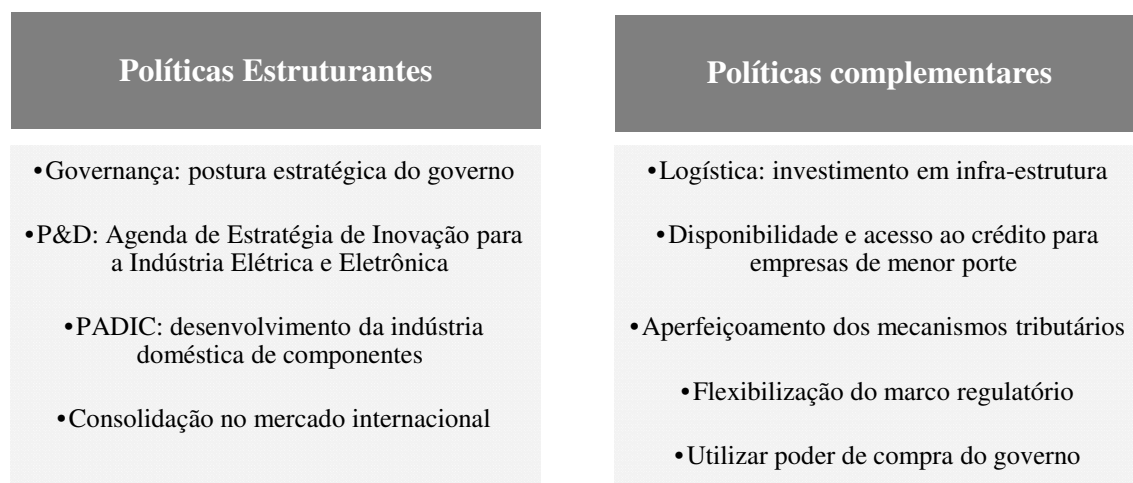 Políticas Estruturantes
•Governança: postura estratégica do governo
•P&D: Agenda de Estratégia de Inovação para
a Indústria Elétrica e Eletrônica
•PADIC: desenvolvimento da indústria
doméstica de componentes
•Consolidação no mercado internacional
Políticas complementares
•Logística: investimento em infra-estrutura
•Disponibilidade e acesso ao crédito para
empresas de menor porte
•Aperfeiçoamento dos mecanismos tributários
•Flexibilização do marco regulatório
•Utilizar poder de compra do governo